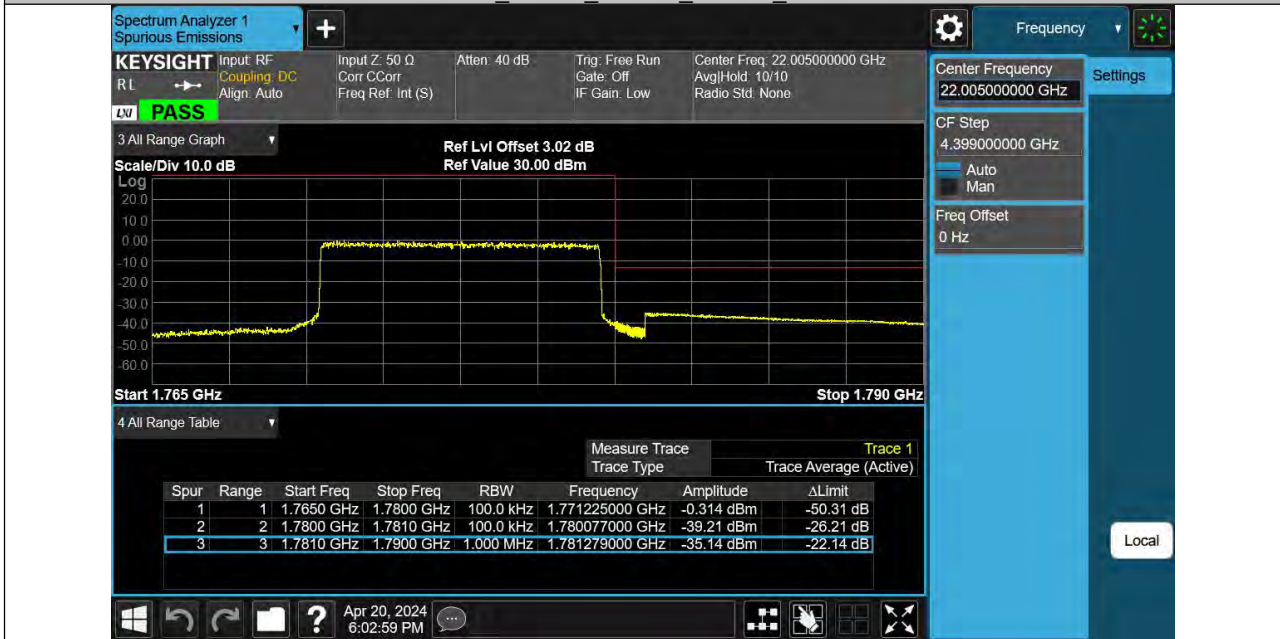 Spectrum Analyzer 1
Spurious Emissions
+
Frequency
KEYSIGHT
R L
LXI
PASS
Input: RF
Coupling: DC
Align: Auto
Input Z: 50 Ω
Corr CCorr
Freq Ref: Int (S)
Atten: 40 dB
Trig: Free Run
Gate: Off
IF Gain: Low
Center Freq: 22.005000000 GHz
Avg|Hold: 10/10
Radio Std: None
Center Frequency
22.005000000 GHz
Settings
CF Step
4.399000000 GHz
Auto
Man
Freq Offset
0 Hz
Local
3 All Range Graph
Scale/Div 10.0 dB
Ref Lvl Offset 3.02 dB
Ref Value 30.00 dBm
Log
20.0
10.0
0.00
-10.0
-20.0
-30.0
-40.0
-50.0
-60.0
Start 1.765 GHz
Stop 1.790 GHz
4 All Range Table
Measure Trace Trace 1
Trace Type Trace Average (Active)
Spur Range Start Freq Stop Freq RBW Frequency Amplitude ΔLimit
1 1 1.7650 GHz 1.7800 GHz 100.0 kHz 1.771225000 GHz -0.314 dBm -50.31 dB
2 2 1.7800 GHz 1.7810 GHz 100.0 kHz 1.780077000 GHz -39.21 dBm -26.21 dB
3 3 1.7810 GHz 1.7900 GHz 1.000 MHz 1.781279000 GHz -35.14 dBm -22.14 dB
?
Apr 20, 2024
6:02:59 PM